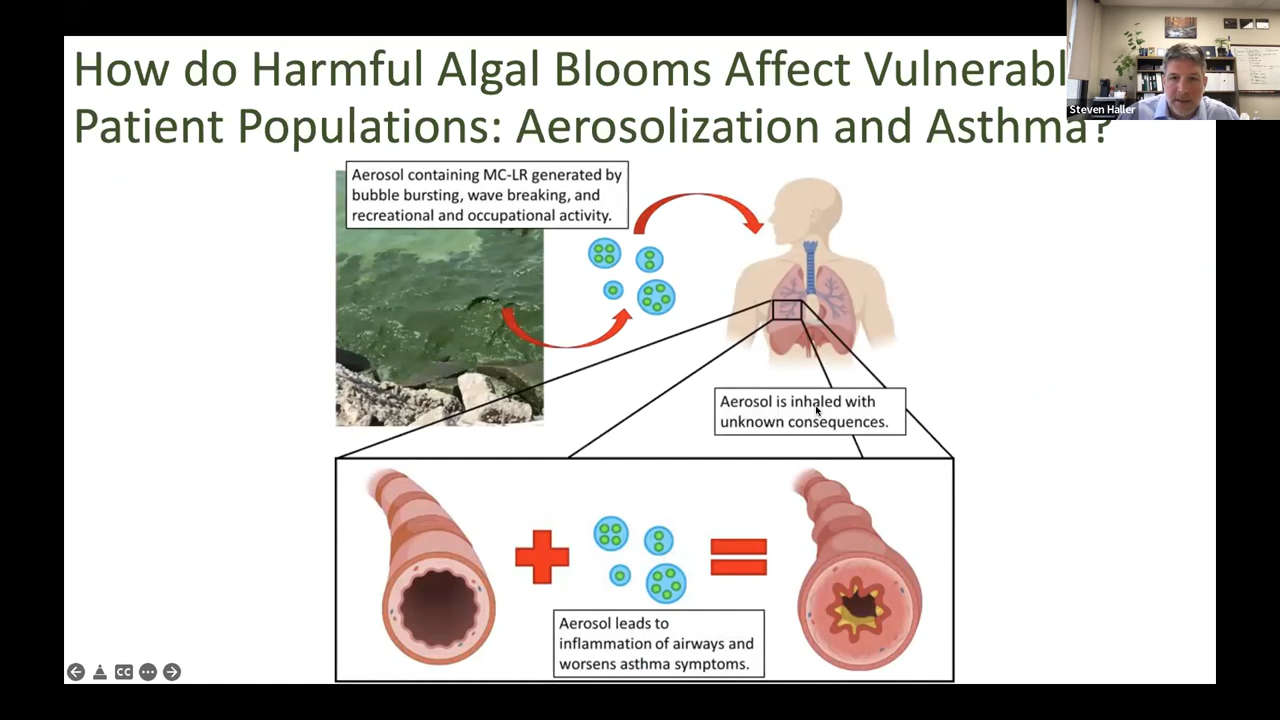 How do Harmful Algal Blooms Affect Vulnerabl
Patient Populations: Aerosolization and Asthma?
Steven Haller
Aerosol containing MC-LR generated by
bubble bursting, wave breaking, and
recreational and occupational activity.
Aerosol is inhaled with
unknown consequences.
Aerosol leads to
inflammation of airways and
worsens asthma symptoms.
CC